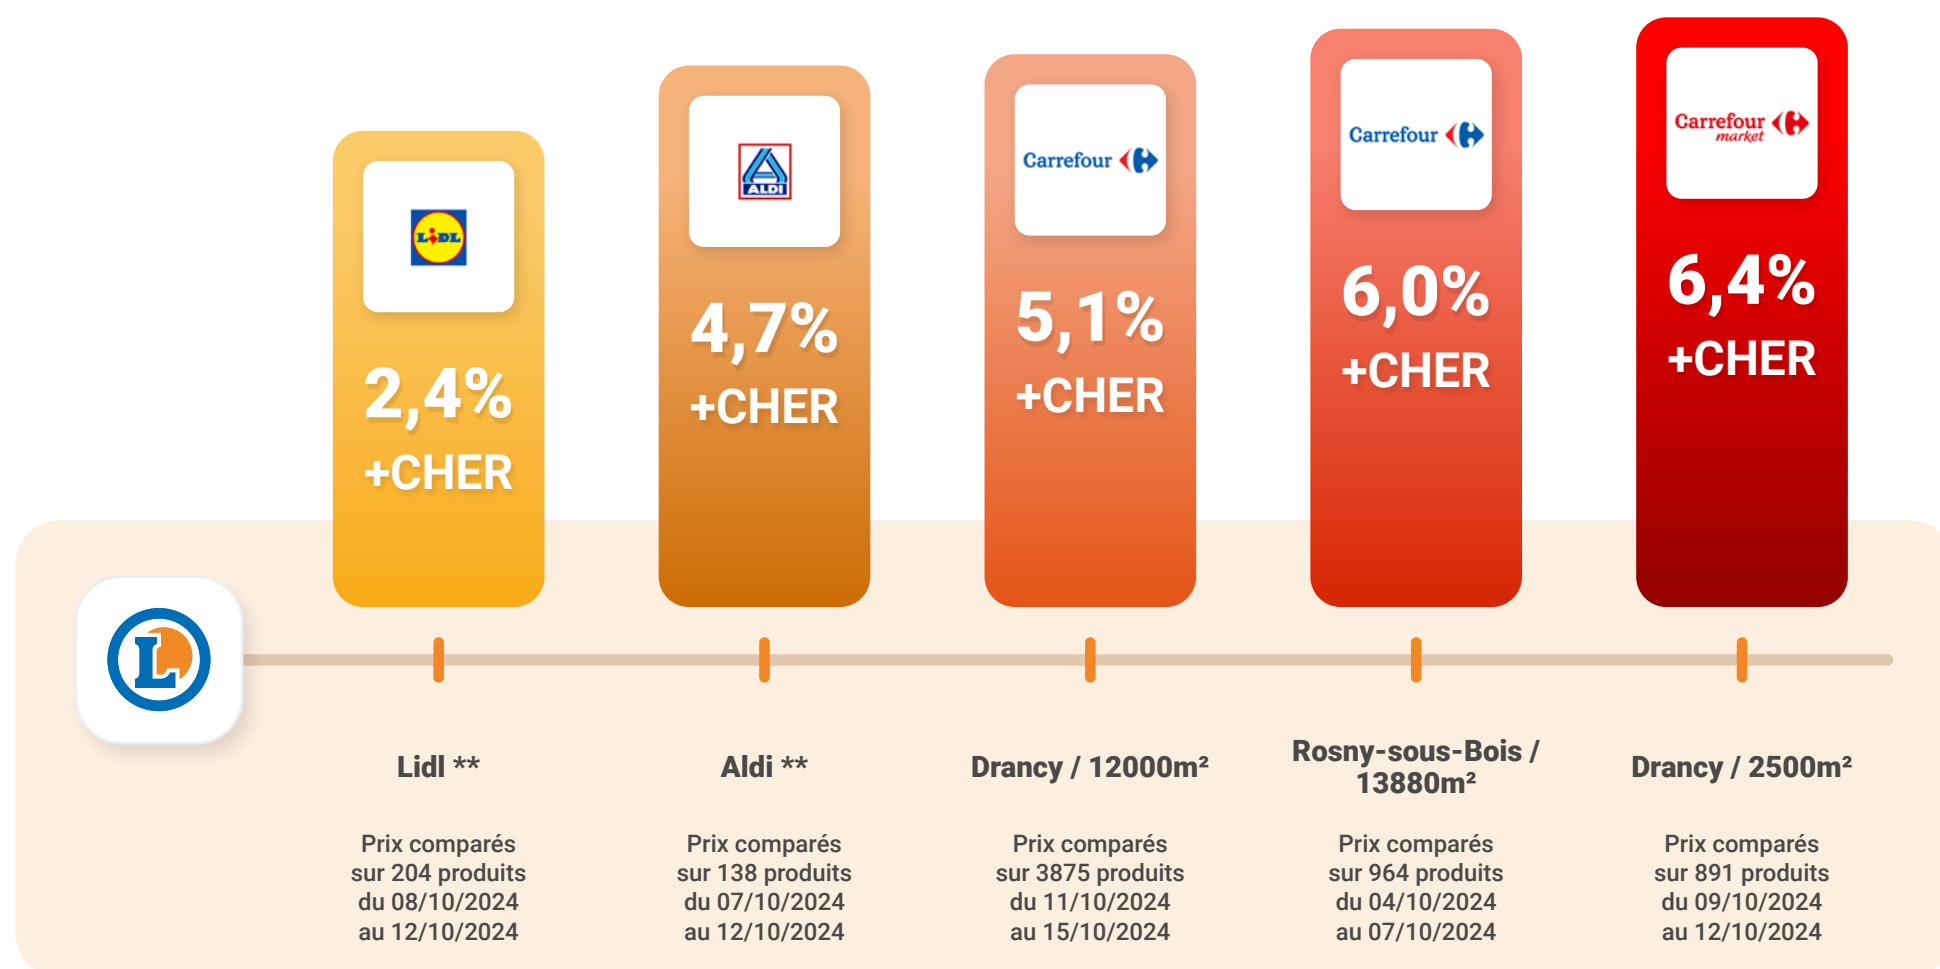 LIDL
2,4%
+CHER
ALDI
4,7%
+CHER
Carrefour
5,1%
+CHER
Carrefour
6,0%
+CHER
Carrefour
market
6,4%
+CHER
L
Lidl **
Prix comparés
sur 204 produits
du 08/10/2024
au 12/10/2024
Aldi **
Prix comparés
sur 138 produits
du 07/10/2024
au 12/10/2024
Drancy / 12000m²
Prix comparés
sur 3875 produits
du 11/10/2024
au 15/10/2024
Rosny-sous-Bois /
13880m²
Prix comparés
sur 964 produits
du 04/10/2024
au 07/10/2024
Drancy / 2500m²
Prix comparés
sur 891 produits
du 09/10/2024
au 12/10/2024